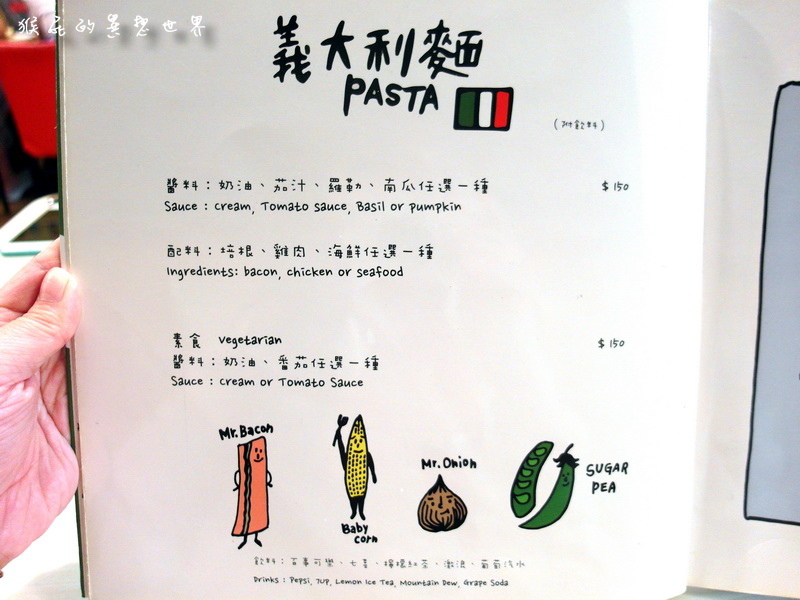 猴屁的異想世界
義大利麵
PASTA
(附飲料)
醬料：奶油、茄汁、羅勒、南瓜任選一種 $150
Sauce : cream, Tomato sauce, Basil or pumpkin
配料：培根、雞肉、海鮮任選一種
Ingredients: bacon, chicken or seafood
素食 vegetarian $150
醬料：奶油、番茄任選一種
Sauce : cream or Tomato Sauce
Mr. Bacon
Baby corn
Mr. Onion
SUGAR PEA
飲料：百事可樂、七喜、檸檬紅茶、激浪、葡萄汽水
Drinks : Pepsi, 7UP, Lemon Ice Tea, Mountain Dew, Grape Soda